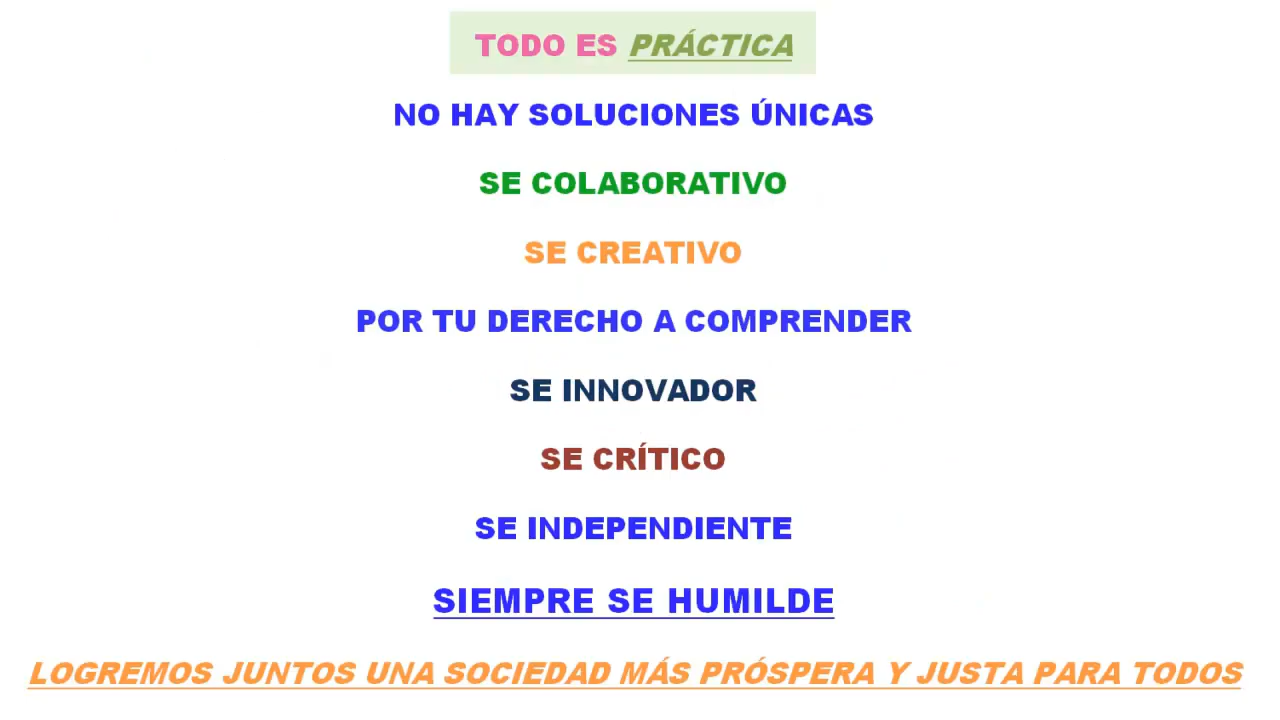 TODO ES PRÁCTICA
NO HAY SOLUCIONES ÚNICAS
SE COLABORATIVO
SE CREATIVO
POR TU DERECHO A COMPRENDER
SE INNOVADOR
SE CRÍTICO
SE INDEPENDIENTE
SIEMPRE SE HUMILDE
LOGREMOS JUNTOS UNA SOCIEDAD MÁS PRÓSPERA Y JUSTA PARA TODOS